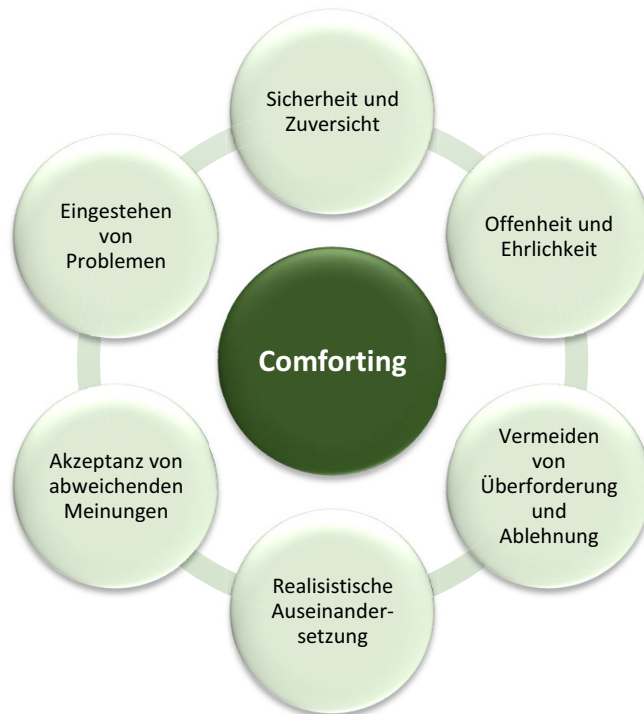 Sicherheit und
Zuversicht
Offenheit und
Ehrlichkeit
Vermeiden
von
Überforderung
und
Ablehnung
Realisistische
Auseinander-
setzung
Akzeptanz von
abweichenden
Meinungen
Eingestehen
von
Problemen
Comforting